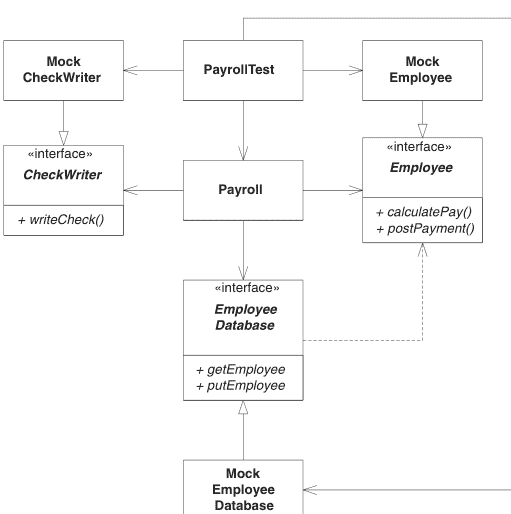 Mock
CheckWriter
PayrollTest
Mock
Employee
«interface»
CheckWriter
+ writeCheck()
Payroll
«interface»
Employee
+ calculatePay()
+ postPayment()
«interface»
Employee
Database
+ getEmployee
+ putEmployee
Mock
Employee
Database